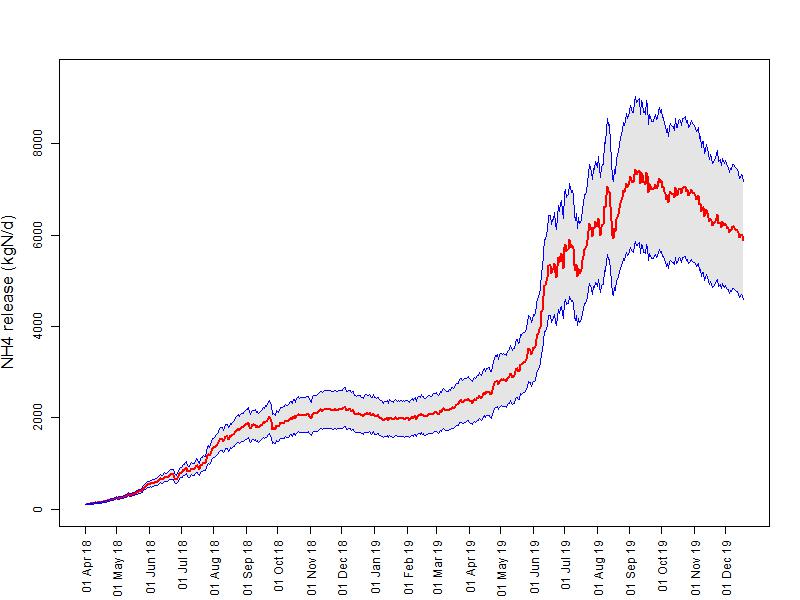 NH4 release (kgN/d)
8000
6000
4000
2000
0
01 Apr 18
01 May 18
01 Jun 18
01 Jul 18
01 Aug 18
01 Sep 18
01 Oct 18
01 Nov 18
01 Dec 18
01 Jan 19
01 Feb 19
01 Mar 19
01 Apr 19
01 May 19
01 Jun 19
01 Jul 19
01 Aug 19
01 Sep 19
01 Oct 19
01 Nov 19
01 Dec 19